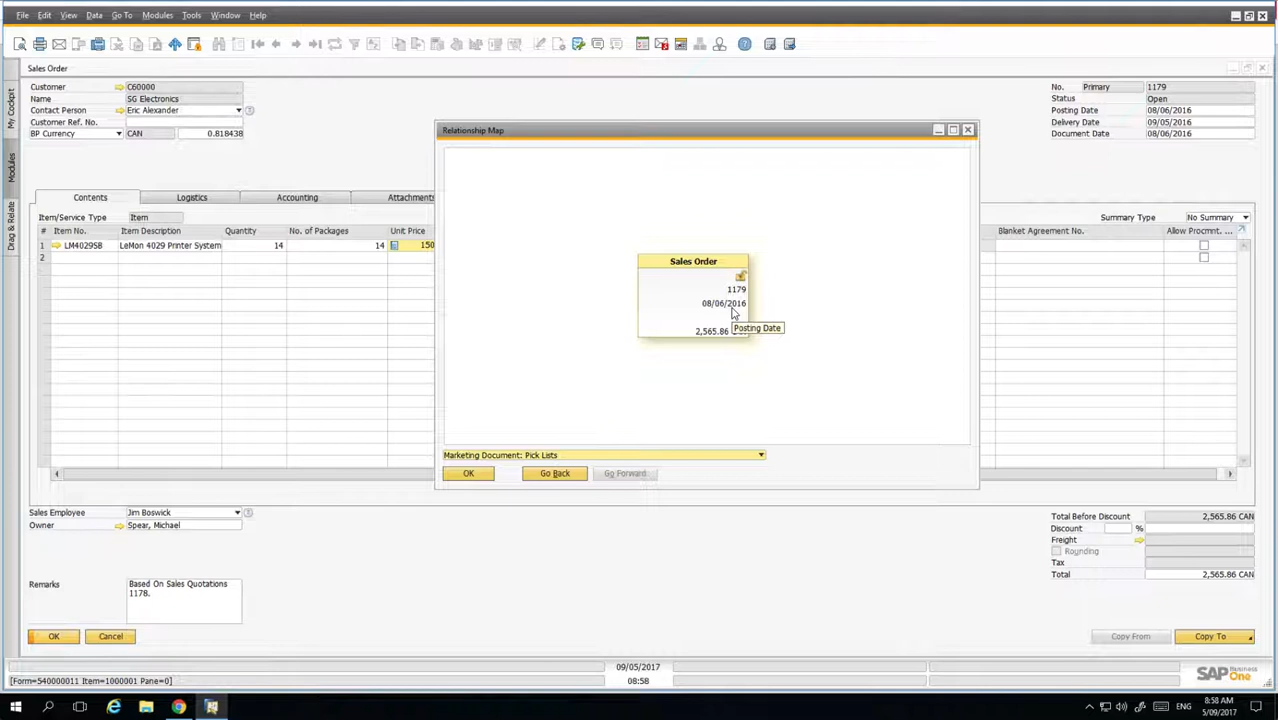 File Edit View Data Go To Modules Tools Window Help
Sales Order
Customer C60000
Name SG Electronics
Contact Person Eric Alexander
Customer Ref. No.
BP Currency CAN 0.818438
No. Primary 1179
Status Open
Posting Date 08/06/2016
Delivery Date 09/05/2016
Document Date 08/06/2016
My Cockpit
Modules
Drag & Relate
Contents Logistics Accounting Attachments
Item/Service Type Item
Summary Type No Summary
# Item No. Item Description Quantity No. of Packages Unit Price Blanket Agreement No. Allow Procmnt. ...
1 LM4029SB LeMon 4029 Printer System 14 14 150
2
Relationship Map
Sales Order
1179
08/06/2016
Posting Date
2,565.86
Marketing Document: Pick Lists
OK Go Back Go Forward
Sales Employee Jim Boswick
Owner Spear, Michael
Total Before Discount 2,565.86 CAN
Discount %
Freight
Rounding
Tax
Total 2,565.86 CAN
Remarks Based On Sales Quotations
1178.
OK Cancel Copy From Copy To
09/05/2017
08:58
[Form=540000011 Item=1000001 Pane=0]
SAP Business One
ENG
8:58 AM
5/09/2017